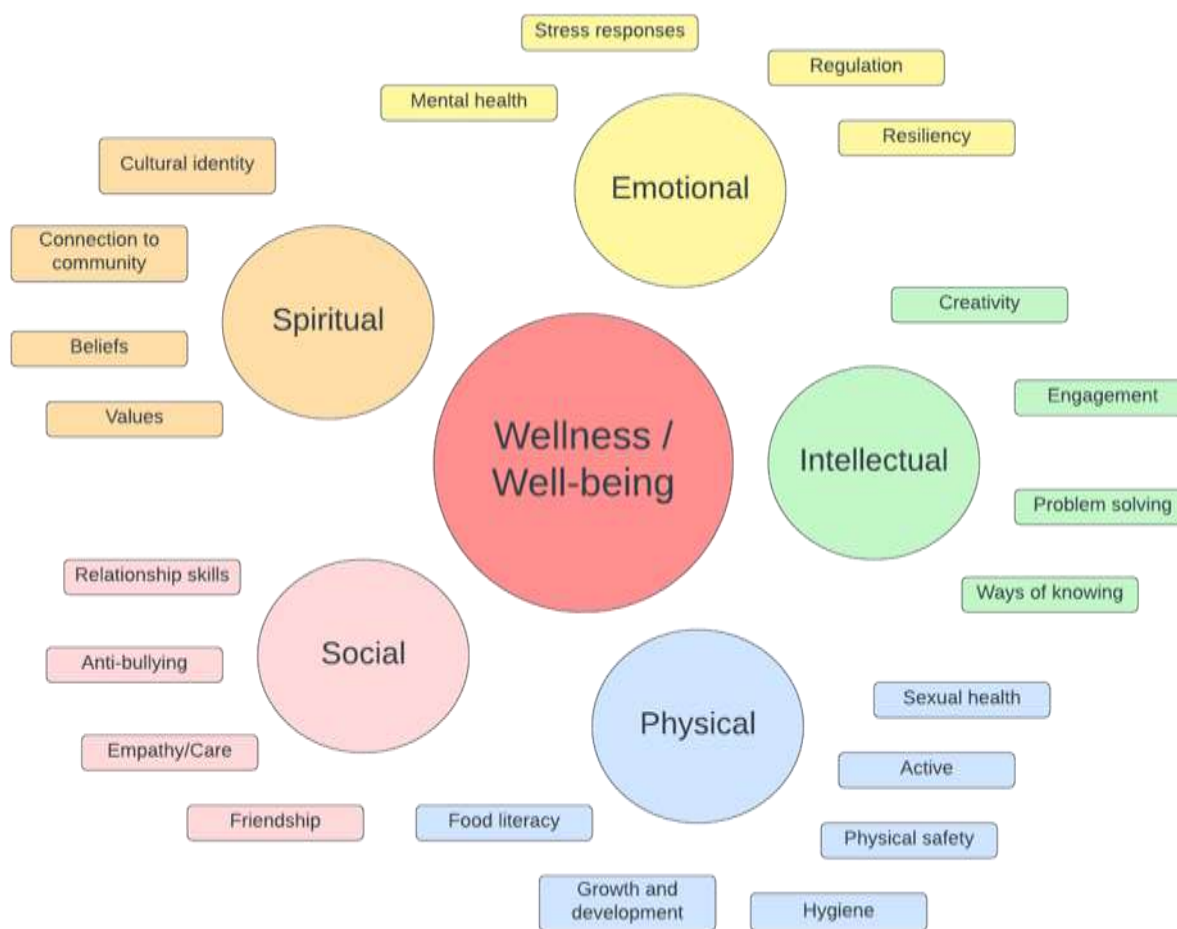 Stress responses
Regulation
Mental health
Resiliency
Emotional
Cultural identity
Connection to
community
Spiritual
Beliefs
Values
Creativity
Engagement
Intellectual
Problem solving
Ways of knowing
Wellness /
Well-being
Relationship skills
Social
Anti-bullying
Empathy/Care
Friendship
Physical
Sexual health
Active
Physical safety
Food literacy
Growth and
development
Hygiene